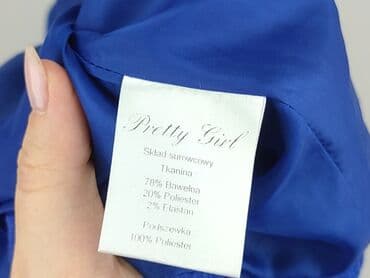 Pretty Girl
Skład surowcowy
Tkanina
78% Bawełna
20% Poliester
2% Elastan
Podszewka
100% Poliester